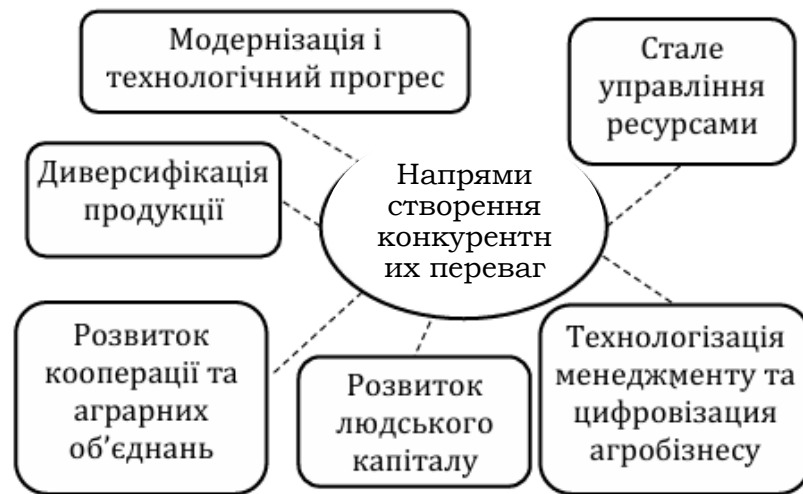 Модернізація і
технологічний прогрес
Стале
управління
ресурсами
Диверсифікація
продукції
Напрями
створення
конкурентн
их переваг
Розвиток
кооперації та
аграрних
об’єднань
Розвиток
людського
капіталу
Технологізація
менеджменту та
цифровізация
агробізнесу